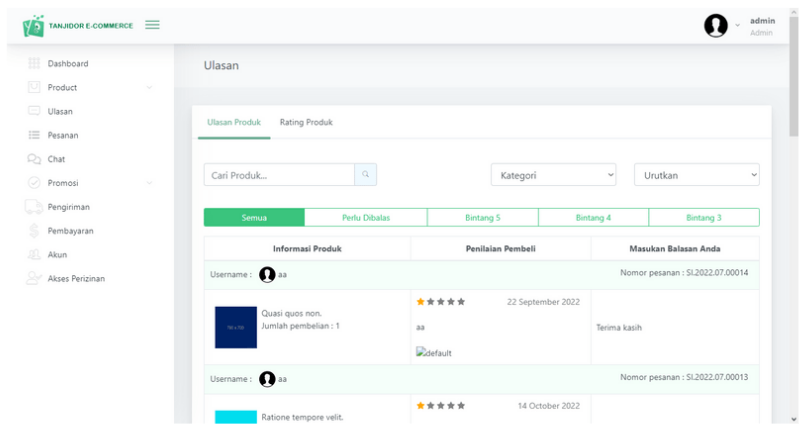 TANJIDOR E-COMMERCE
admin
Admin
Dashboard
Product
Ulasan
Pesanan
Chat
Promosi
Pengiriman
Pembayaran
Akun
Akses Perizinan
Ulasan
Ulasan Produk Rating Produk
Cari Produk... Kategori Urutkan
Semua Perlu Dibalas Bintang 5 Bintang 4 Bintang 3
Informasi Produk Penilaian Pembeli Masukan Balasan Anda
Username : aa Nomor pesanan : SI.2022.07.00014
22 September 2022
Quasi quos non.
Jumlah pembelian : 1 aa Terima kasih
default
Username : aa Nomor pesanan : SI.2022.07.00013
14 October 2022
Ratione tempore velit.